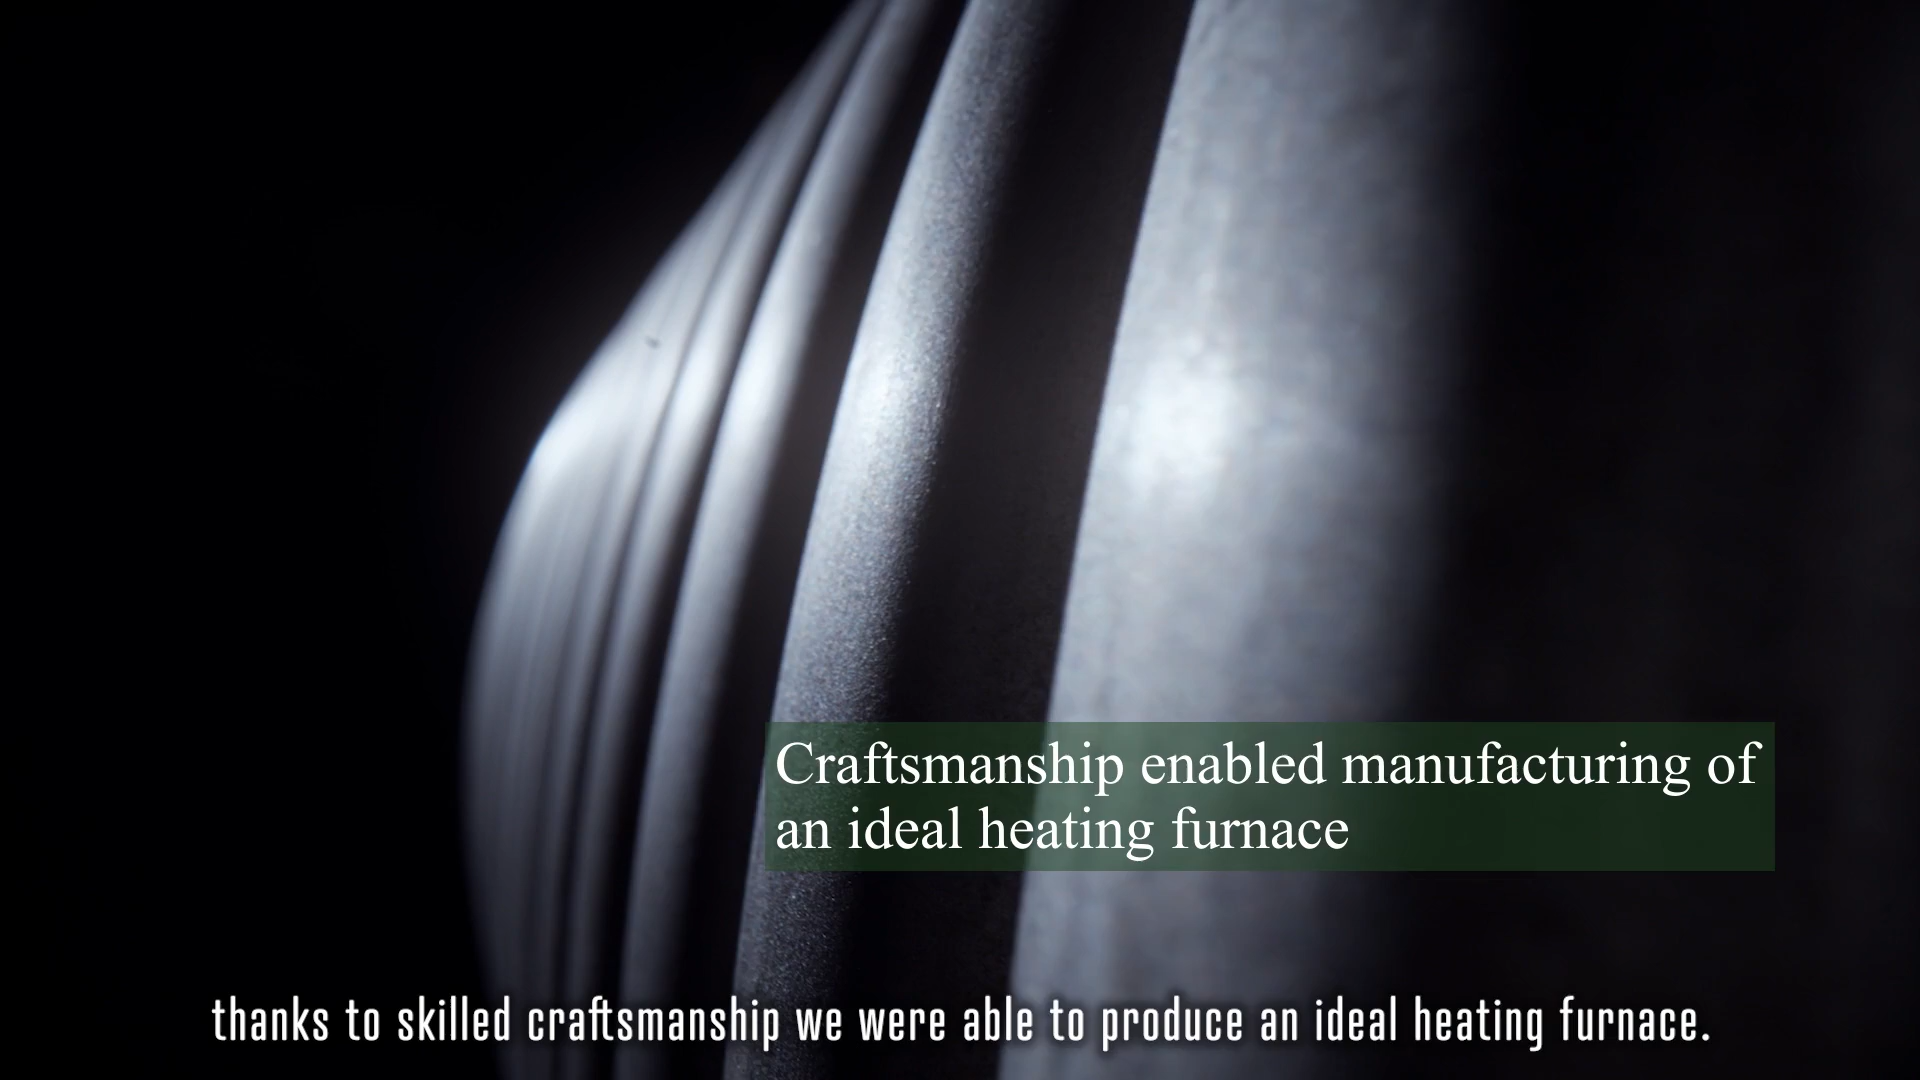 Craftsmanship enabled manufacturing of
an ideal heating furnace
thanks to skilled craftsmanship we were able to produce an ideal heating furnace.